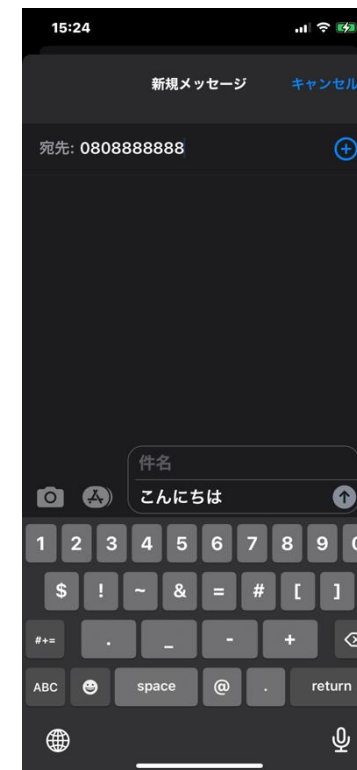 15:24
新規メッセージ キャンセル
宛先: 0808888888
件名
こんにちは
1 2 3 4 5 6 7 8 9 0
$ ! ~ & = # [ ]
#+= . _ - +
ABC space @ . return